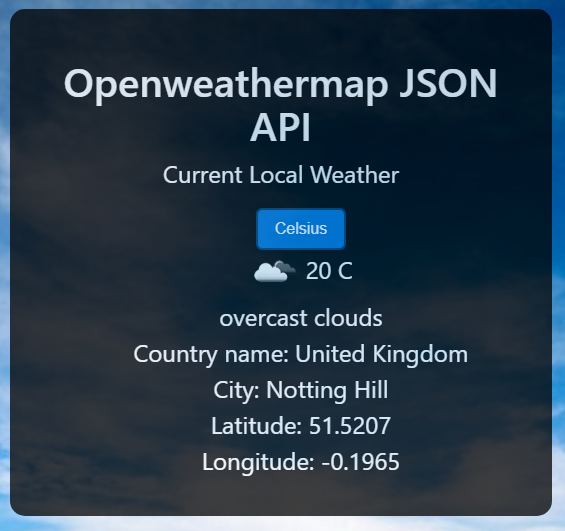 Openweathermap JSON
API
Current Local Weather
Celsius
20 C
overcast clouds
Country name: United Kingdom
City: Notting Hill
Latitude: 51.5207
Longitude: -0.1965